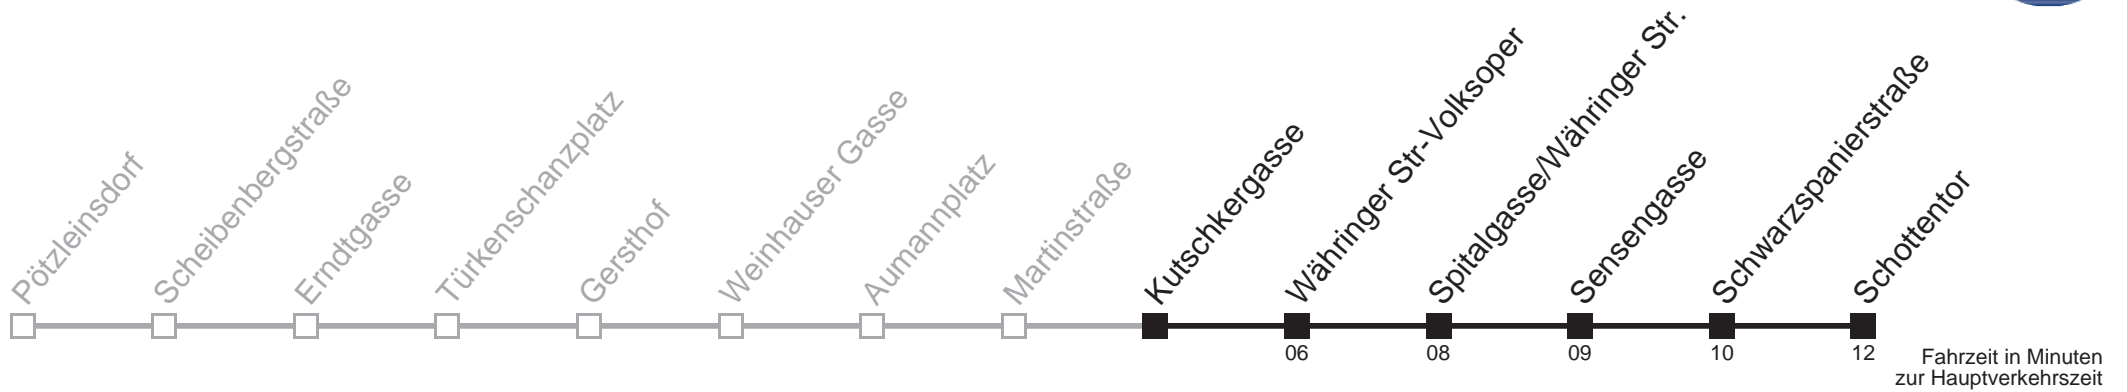 Pötzleinsdorf
Scheibenbergstraße
Erndtgasse
Türkenschanzplatz
Gersthof
Weinhauser Gasse
Aumannplatz
Martinstraße
Kutschkergasse
Währinger Str-Volksoper
Spitalgasse/Währinger Str.
Sensengasse
Schwarzspanierstraße
Schottentor
06
08
09
10
12
Fahrzeit in Minuten
zur Hauptverkehrszeit